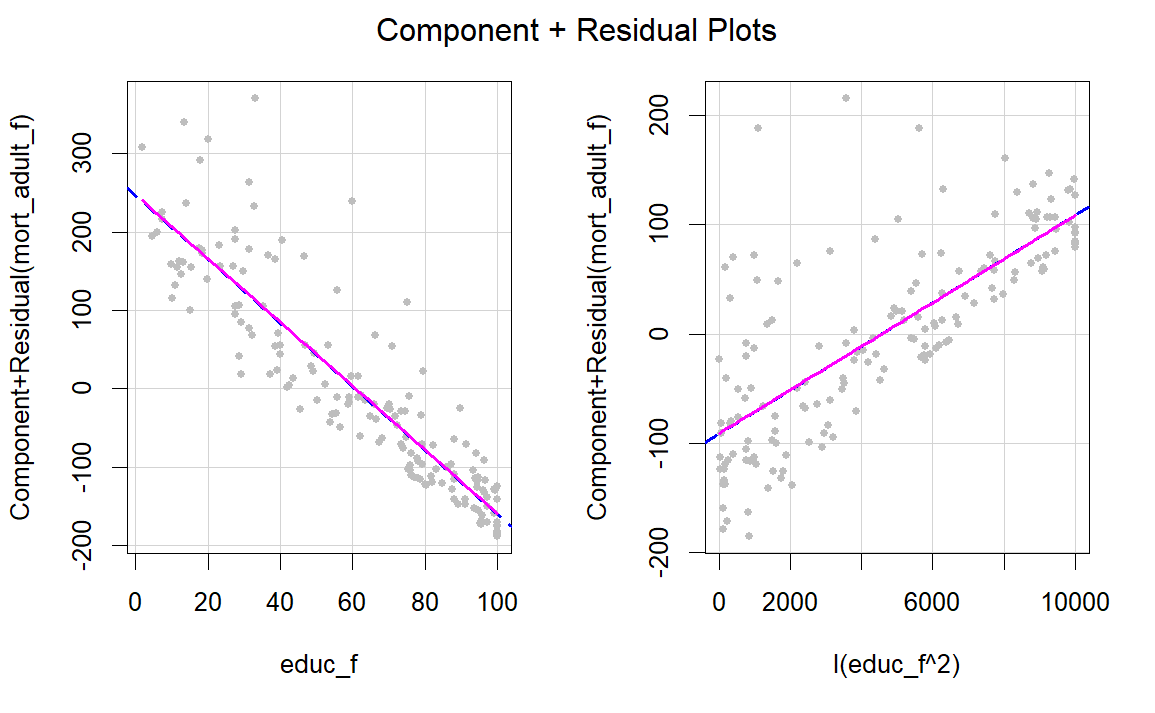 Component + Residual Plots
Component+Residual(mort_adult_f)
300
200
100
0
-100
-200
0 20 40 60 80 100
educ_f
Component+Residual(mort_adult_f)
200
100
0
-100
-200
0 2000 6000 10000
I(educ_f^2)